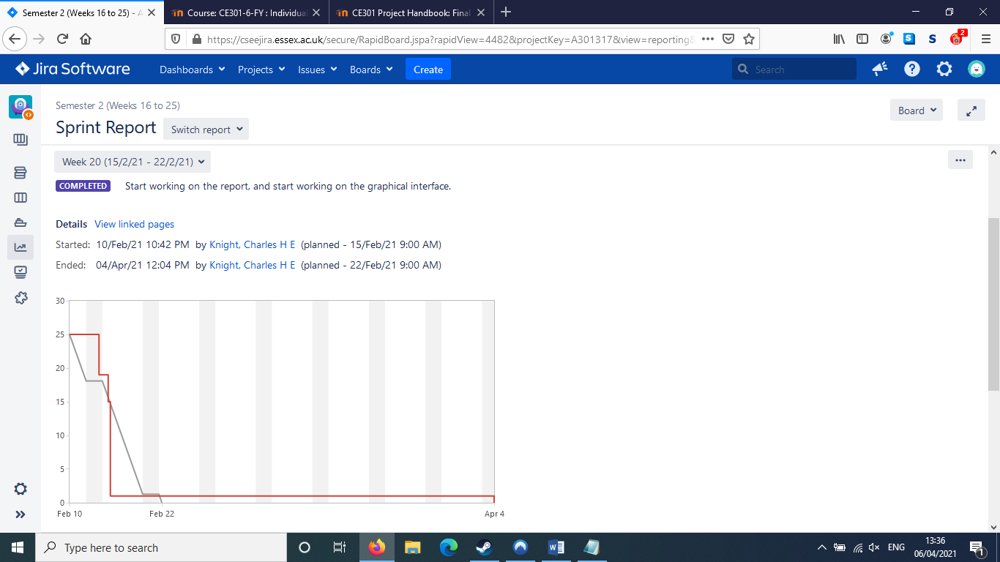 Semester 2 (Weeks 16 to 25) - A
Course: CE301-6-FY : Individual
CE301 Project Handbook: Final
https://cseejira.essex.ac.uk/secure/RapidBoard.jspa?rapidView=4482&projectKey=A301317&view=reporting&
2
Jira Software
Dashboards
Projects
Issues
Boards
Create
Search
Semester 2 (Weeks 16 to 25)
Sprint Report
Switch report
Board
Week 20 (15/2/21 - 22/2/21)
COMPLETED Start working on the report, and start working on the graphical interface.
Details View linked pages
Started: 10/Feb/21 10:42 PM by Knight, Charles H E (planned - 15/Feb/21 9:00 AM)
Ended: 04/Apr/21 12:04 PM by Knight, Charles H E (planned - 22/Feb/21 9:00 AM)
30
25
20
15
10
5
0
Feb 10 Feb 22 Apr 4
Type here to search
ENG
13:36
06/04/2021
1